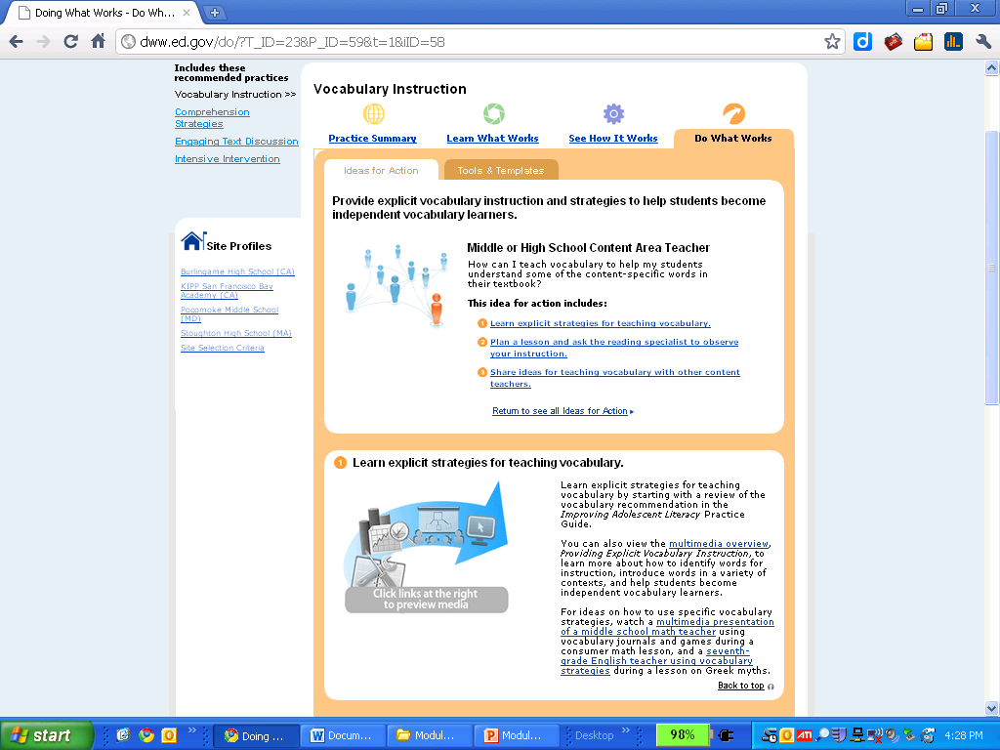 Doing What Works - Do Wh...
dww.ed.gov/do/?T_ID=23&P_ID=59&t=1&iID=58
Includes these
recommended practices
Vocabulary Instruction >>
Comprehension
Strategies
Engaging Text Discussion
Intensive Intervention
Site Profiles
Burlingame High School (CA)
KIPP San Francisco Bay
Academy (CA)
Pocomoke Middle School
(MD)
Stoughton High School (MA)
Site Selection Criteria
Vocabulary Instruction
Practice Summary
Learn What Works
See How It Works
Do What Works
Ideas for Action
Tools & Templates
Provide explicit vocabulary instruction and strategies to help students become
independent vocabulary learners.
Middle or High School Content Area Teacher
How can I teach vocabulary to help my students
understand some of the content-specific words in
their textbook?
This idea for action includes:
1 Learn explicit strategies for teaching vocabulary.
2 Plan a lesson and ask the reading specialist to observe
your instruction.
3 Share ideas for teaching vocabulary with other content
teachers.
Return to see all Ideas for Action
1 Learn explicit strategies for teaching vocabulary.
Click links at the right
to preview media
Learn explicit strategies for teaching
vocabulary by starting with a review of the
vocabulary recommendation in the
Improving Adolescent Literacy Practice
Guide.
You can also view the multimedia overview,
Providing Explicit Vocabulary Instruction, to
learn more about how to identify words for
instruction, introduce words in a variety of
contexts, and help students become
independent vocabulary learners.
For ideas on how to use specific vocabulary
strategies, watch a multimedia presentation
of a middle school math teacher using
vocabulary journals and games during a
consumer math lesson, and a seventh-
grade English teacher using vocabulary
strategies during a lesson on Greek myths.
Back to top
start
Doing ...
Docum...
Modul...
Modul...
Desktop
98%
4:28 PM